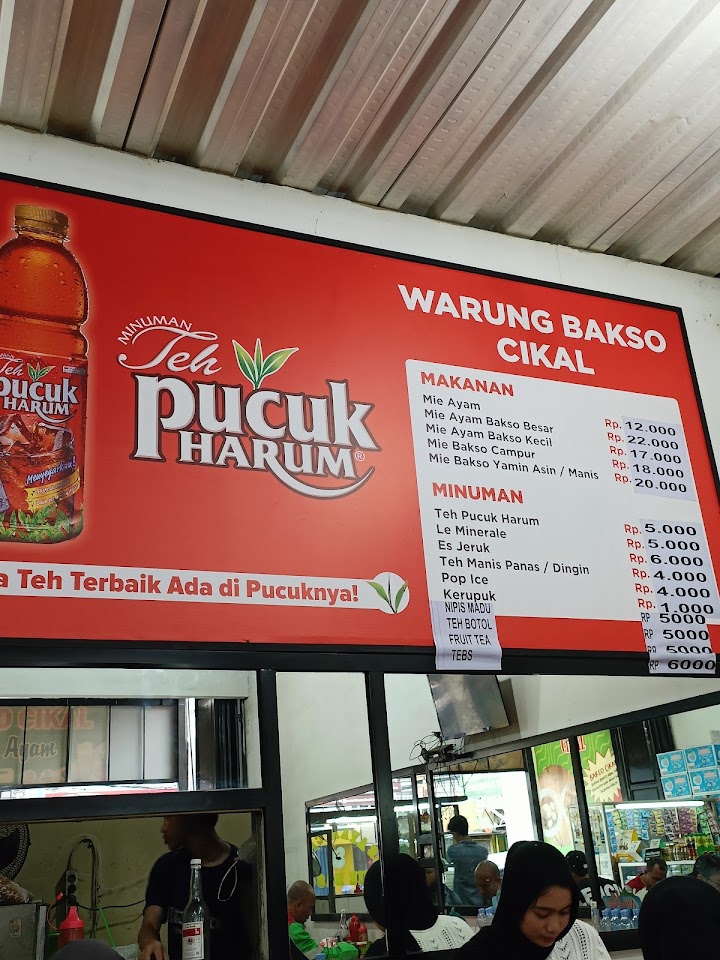 WARUNG BAKSO
CIKAL
MAKANAN
Mie Ayam Rp. 12.000
Mie Ayam Bakso Besar Rp. 22.000
Mie Ayam Bakso Kecil Rp. 17.000
Mie Bakso Campur Rp. 18.000
Mie Bakso Yamin Asin / Manis Rp. 20.000
MINUMAN
Teh Pucuk Harum Rp. 5.000
Le Minerale Rp. 5.000
Es Jeruk Rp. 6.000
Teh Manis Panas / Dingin Rp. 4.000
Pop Ice Rp. 4.000
Kerupuk Rp. 1.000
NIPIS MADU RP 5000
TEH BOTOL RP 5000
FRUIT TEA RP 5000
TEBS RP 6000
MINUMAN
Teh
Pucuk
HARUM®
Teh
Pucuk
HARUM
Menyegarkan
a Teh Terbaik Ada di Pucuknya!
O CIKAL
Ayam